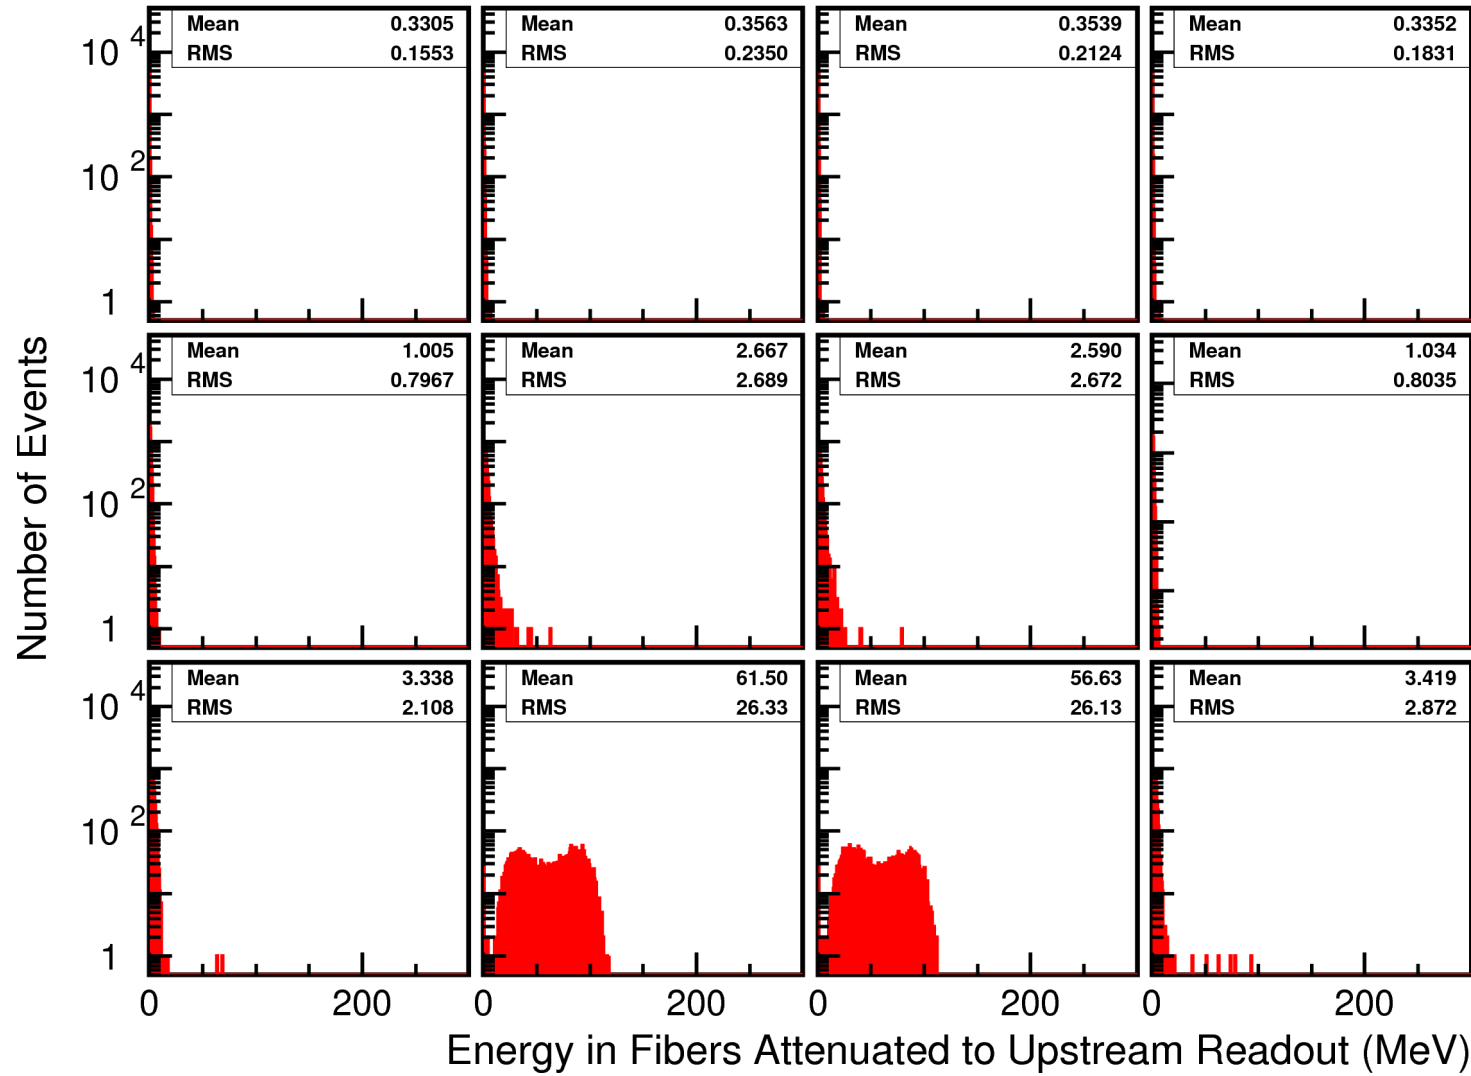 Mean 0.3305
RMS 0.1553
Mean 0.3563
RMS 0.2350
Mean 0.3539
RMS 0.2124
Mean 0.3352
RMS 0.1831
10 4
10 2
1
Mean 1.005
RMS 0.7967
Mean 2.667
RMS 2.689
Mean 2.590
RMS 2.672
Mean 1.034
RMS 0.8035
10 4
10 2
1
Number of Events
Mean 3.338
RMS 2.108
Mean 61.50
RMS 26.33
Mean 56.63
RMS 26.13
Mean 3.419
RMS 2.872
10 4
10 2
1
0 200 0 200 0 200 0 200
Energy in Fibers Attenuated to Upstream Readout (MeV)